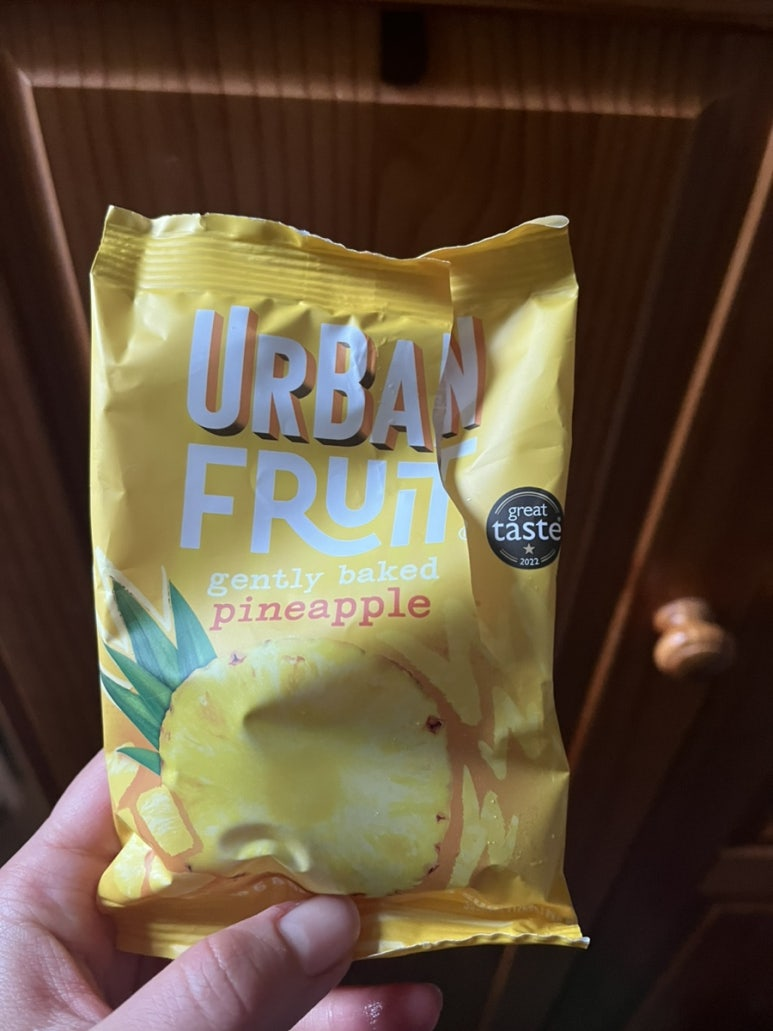 URBAN
FRUIT
gently baked
pineapple
great
taste
2022